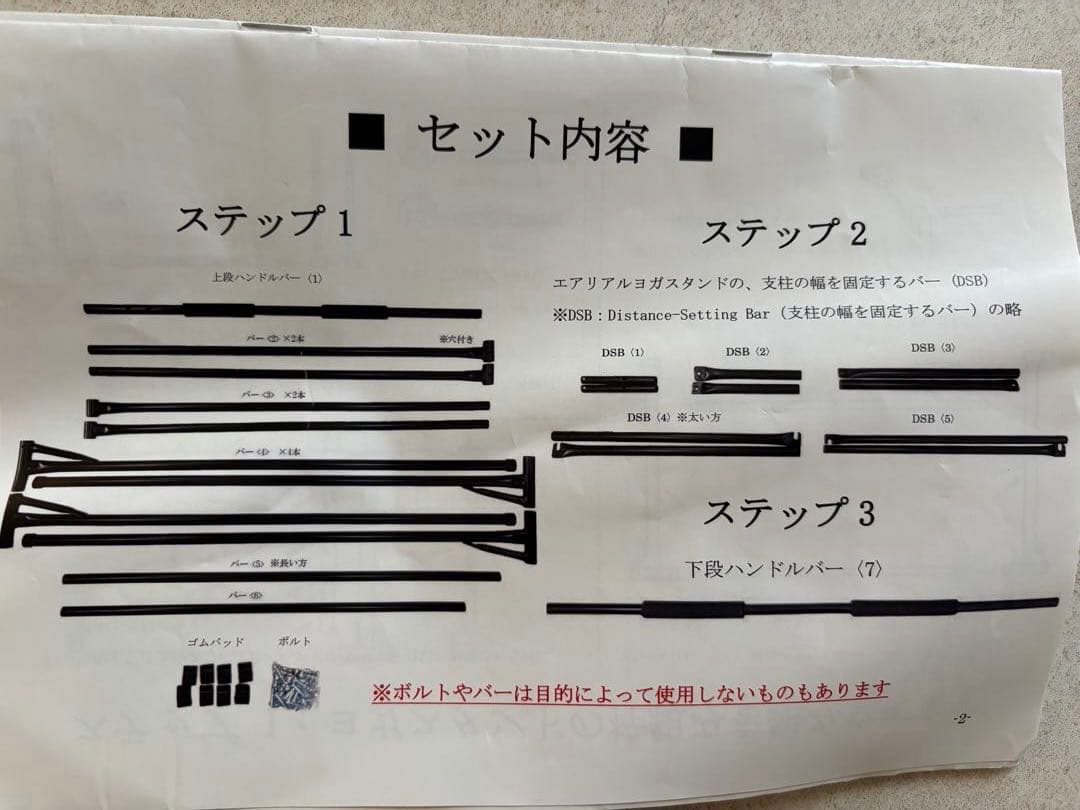 ■ セット内容 ■
ステップ1
上段ハンドルバー〈1〉
バー〈2〉×2本 ※穴付き
バー〈3〉 ×2本
バー〈4〉 ×4本
バー〈5〉 ※長い方
バー〈6〉
ゴムパッド ボルト
ステップ2
エアリアルヨガスタンドの、支柱の幅を固定するバー (DSB)
※DSB:Distance-Setting Bar (支柱の幅を固定するバー) の略
DSB〈1〉 DSB〈2〉 DSB〈3〉
DSB〈4〉※太い方 DSB〈5〉
ステップ3
下段ハンドルバー〈7〉
※ボルトやバーは目的によって使用しないものもあります
-2-